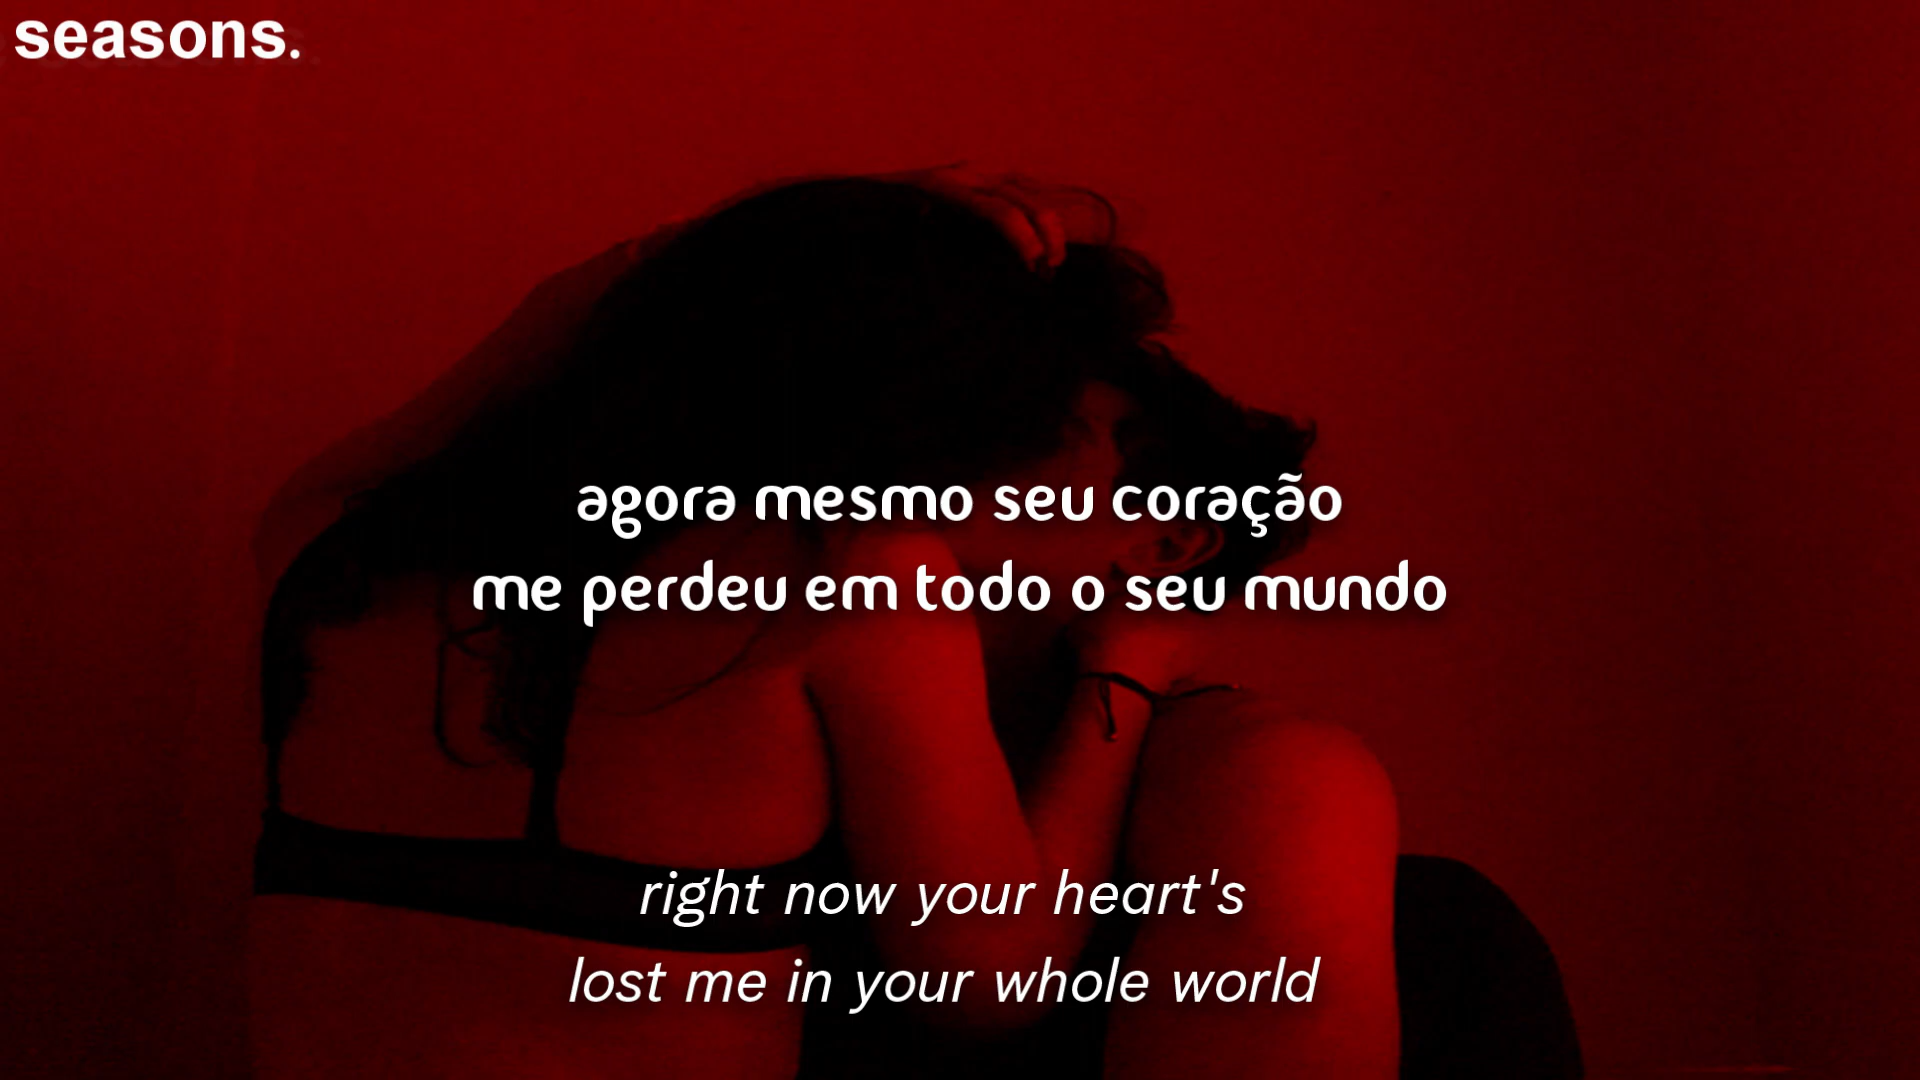 seasons.
agora mesmo seu coração
me perdeu em todo o seu mundo
right now your heart's
lost me in your whole world